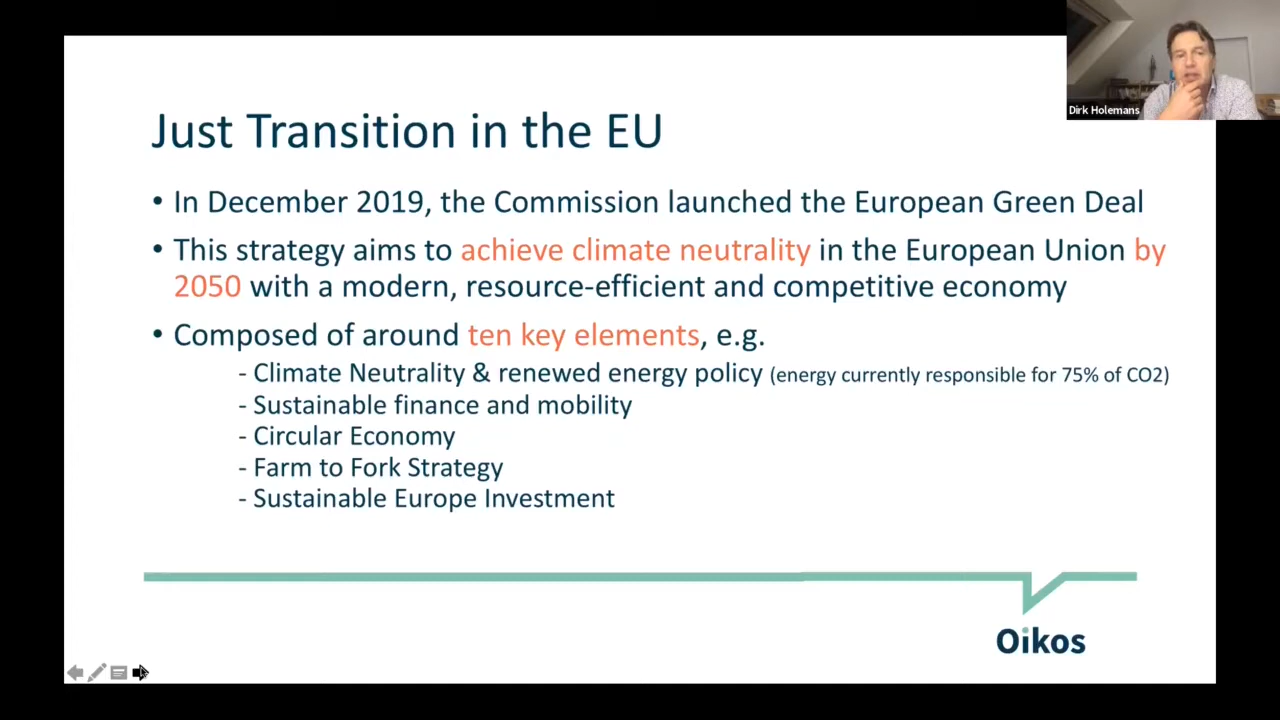 Dirk Holemans
Just Transition in the EU
• In December 2019, the Commission launched the European Green Deal
• This strategy aims to achieve climate neutrality in the European Union by
2050 with a modern, resource-efficient and competitive economy
• Composed of around ten key elements, e.g.
- Climate Neutrality & renewed energy policy (energy currently responsible for 75% of CO2)
- Sustainable finance and mobility
- Circular Economy
- Farm to Fork Strategy
- Sustainable Europe Investment
Oikos